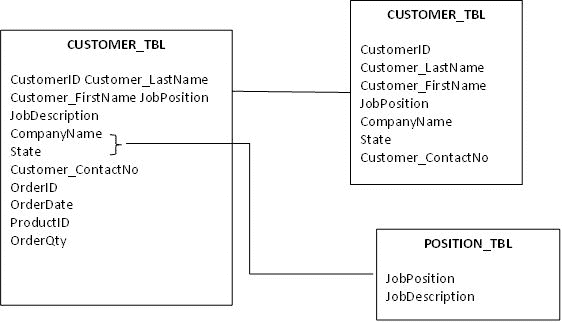 CUSTOMER_TBL
CustomerID Customer_LastName
Customer_FirstName JobPosition
JobDescription
CompanyName
State
Customer_ContactNo
OrderID
OrderDate
ProductID
OrderQty
CUSTOMER_TBL
CustomerID
Customer_LastName
Customer_FirstName
JobPosition
CompanyName
State
Customer_ContactNo
POSITION_TBL
JobPosition
JobDescription